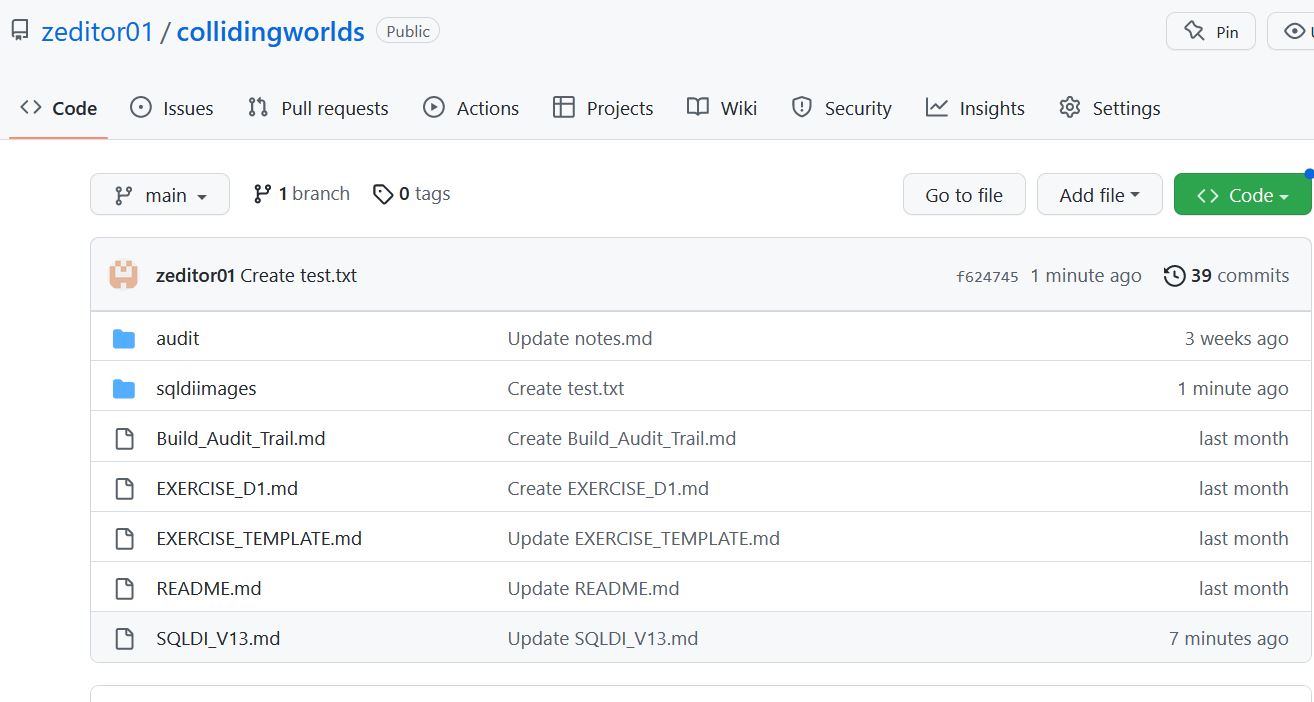 zeditor01 / collidingworlds Public Pin
Code Issues Pull requests Actions Projects Wiki Security Insights Settings
main 1 branch 0 tags Go to file Add file Code
zeditor01 Create test.txt f624745 1 minute ago 39 commits
audit Update notes.md 3 weeks ago
sqldiimages Create test.txt 1 minute ago
Build_Audit_Trail.md Create Build_Audit_Trail.md last month
EXERCISE_D1.md Create EXERCISE_D1.md last month
EXERCISE_TEMPLATE.md Update EXERCISE_TEMPLATE.md last month
README.md Update README.md last month
SQLDI_V13.md Update SQLDI_V13.md 7 minutes ago